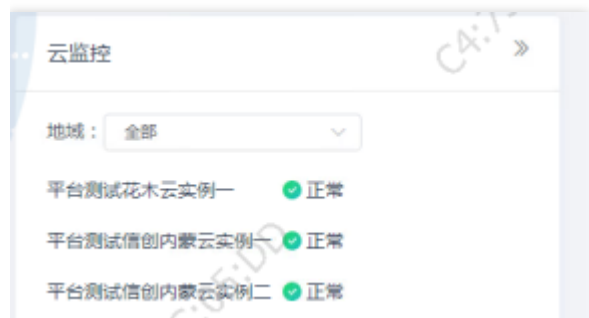 云监控
地域： 全部
平台测试花木云实例一 正常
平台测试信创内蒙云实例一 正常
平台测试信创内蒙云实例二 正常